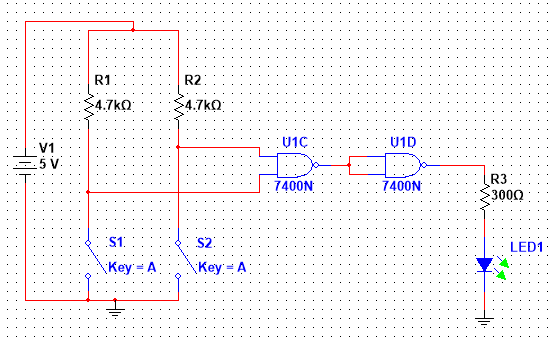 R1
4.7kΩ
R2
4.7kΩ
V1
5 V
U1C
7400N
U1D
7400N
R3
300Ω
S1
Key = A
S2
Key = A
LED1